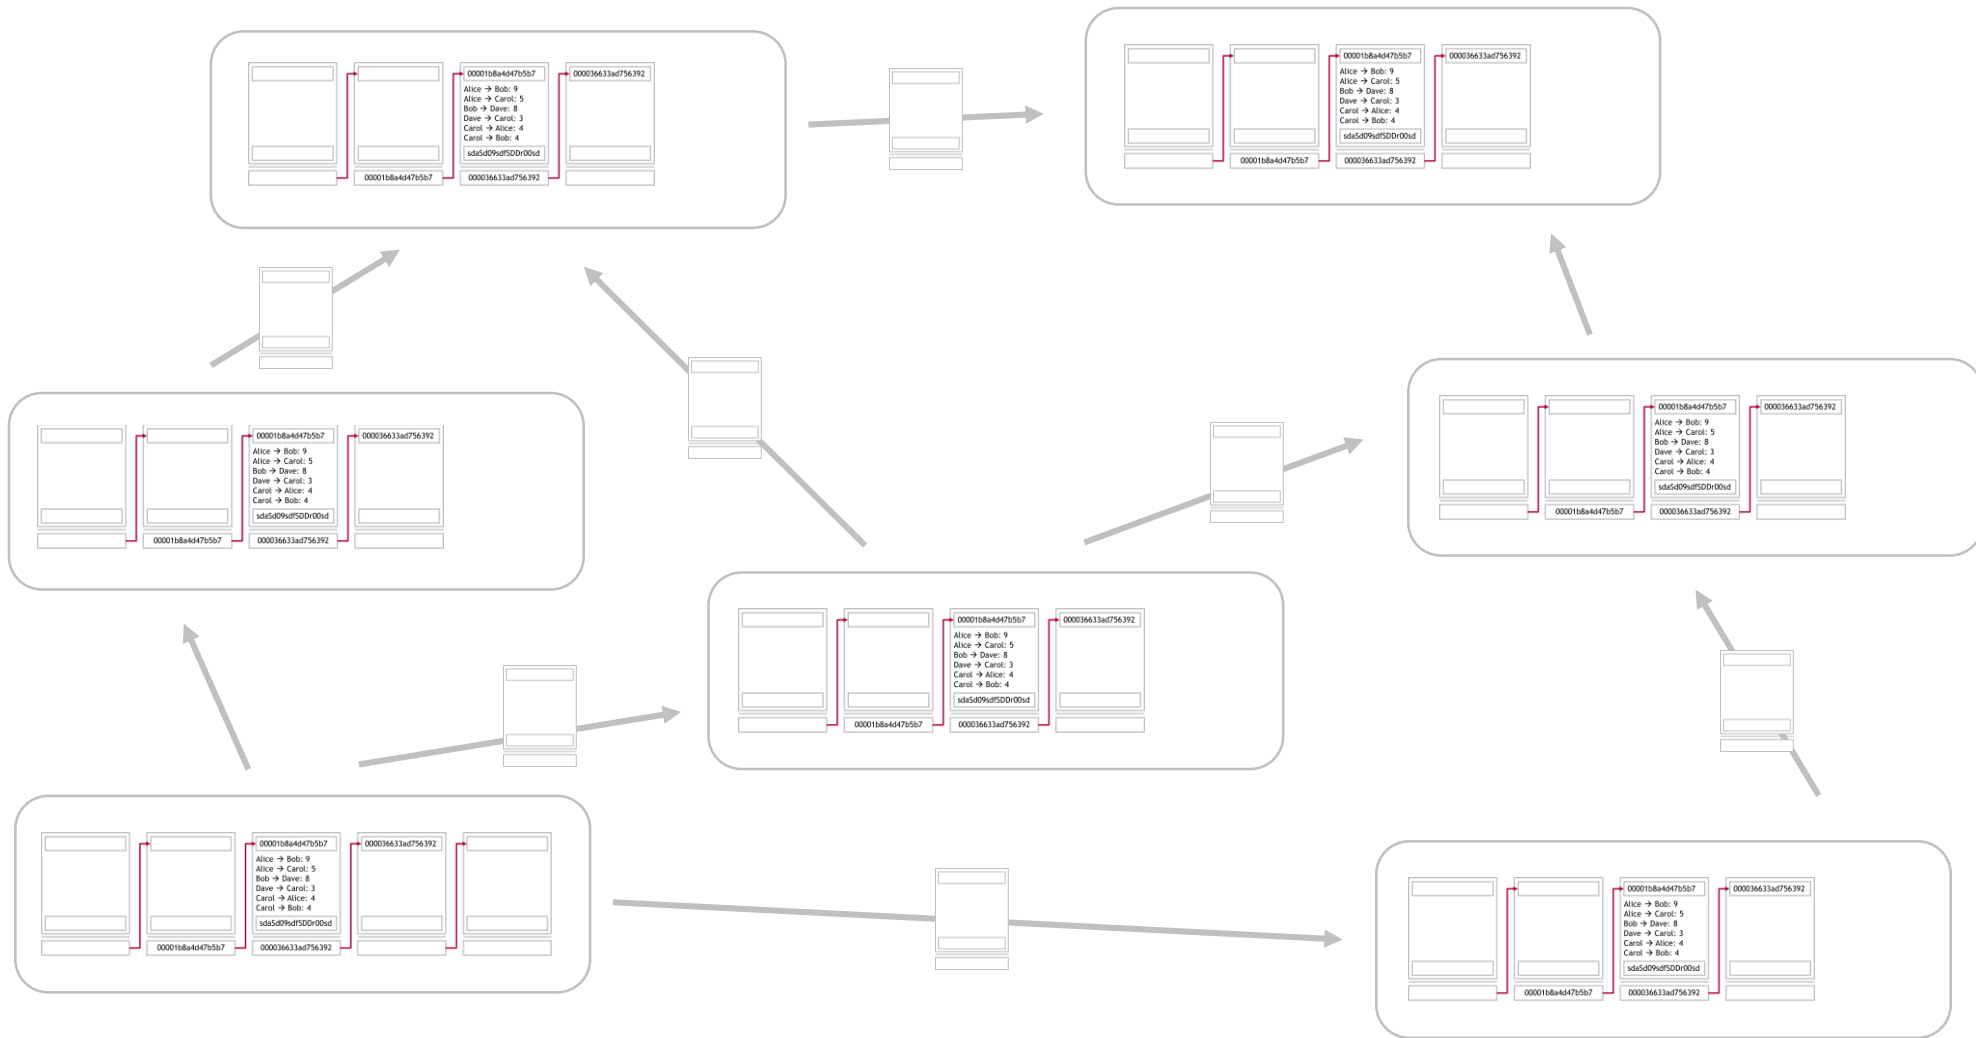 00001b8a4d47b5b7
000036633ad756392
Alice → Bob: 9
Alice → Carol: 5
Bob → Dave: 8
Dave → Carol: 3
Carol → Alice: 4
Carol → Bob: 4
sdaSd09sdfSDDr00sd
00001b8a4d47b5b7
000036633ad756392
00001b8a4d47b5b7
000036633ad756392
Alice → Bob: 9
Alice → Carol: 5
Bob → Dave: 8
Dave → Carol: 3
Carol → Alice: 4
Carol → Bob: 4
sdaSd09sdfSDDr00sd
00001b8a4d47b5b7
000036633ad756392
00001b8a4d47b5b7
000036633ad756392
Alice → Bob: 9
Alice → Carol: 5
Bob → Dave: 8
Dave → Carol: 3
Carol → Alice: 4
Carol → Bob: 4
sdaSd09sdfSDDr00sd
00001b8a4d47b5b7
000036633ad756392
00001b8a4d47b5b7
000036633ad756392
Alice → Bob: 9
Alice → Carol: 5
Bob → Dave: 8
Dave → Carol: 3
Carol → Alice: 4
Carol → Bob: 4
sdaSd09sdfSDDr00sd
00001b8a4d47b5b7
000036633ad756392
00001b8a4d47b5b7
000036633ad756392
Alice → Bob: 9
Alice → Carol: 5
Bob → Dave: 8
Dave → Carol: 3
Carol → Alice: 4
Carol → Bob: 4
sdaSd09sdfSDDr00sd
00001b8a4d47b5b7
000036633ad756392
00001b8a4d47b5b7
000036633ad756392
Alice → Bob: 9
Alice → Carol: 5
Bob → Dave: 8
Dave → Carol: 3
Carol → Alice: 4
Carol → Bob: 4
sdaSd09sdfSDDr00sd
00001b8a4d47b5b7
000036633ad756392
00001b8a4d47b5b7
000036633ad756392
Alice → Bob: 9
Alice → Carol: 5
Bob → Dave: 8
Dave → Carol: 3
Carol → Alice: 4
Carol → Bob: 4
sdaSd09sdfSDDr00sd
00001b8a4d47b5b7
000036633ad756392